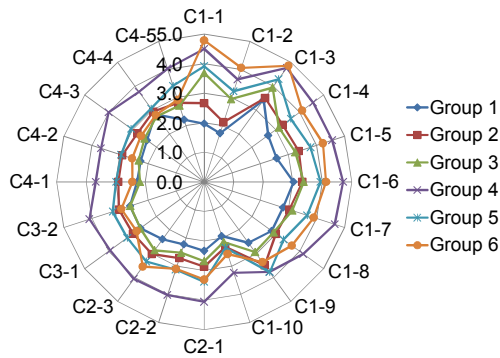 C4-5
5.0
C1-1
C1-2
C4-4
C1-3
4.0
C4-3
C1-4
3.0
Group 1
C4-2
2.0
C1-5
Group 2
1.0
Group 3
C4-1
0.0
C1-6
Group 4
Group 5
C3-2
C1-7
Group 6
C3-1
C1-8
C2-3
C1-9
C2-2
C1-10
C2-1